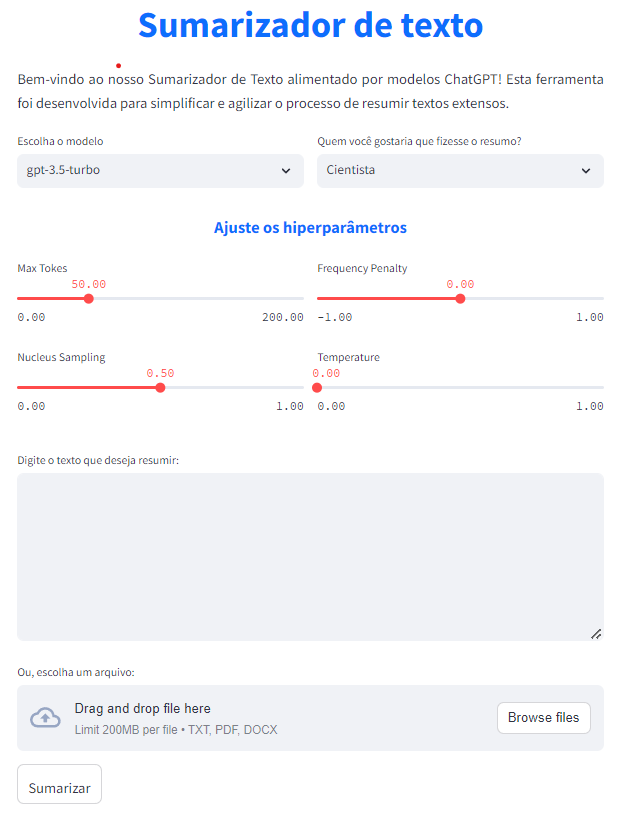 Sumarizador de texto
Bem-vindo ao nosso Sumarizador de Texto alimentado por modelos ChatGPT! Esta ferramenta
foi desenvolvida para simplificar e agilizar o processo de resumir textos extensos.
Escolha o modelo
Quem você gostaria que fizesse o resumo?
gpt-3.5-turbo
Cientista
Ajuste os hiperparâmetros
Max Tokes
Frequency Penalty
50.00
0.00
0.00
200.00
-1.00
1.00
Nucleus Sampling
Temperature
0.50
0.00
0.00
1.00
0.00
1.00
Digite o texto que deseja resumir:
Ou, escolha um arquivo:
Drag and drop file here
Limit 200MB per file • TXT, PDF, DOCX
Browse files
Sumarizar